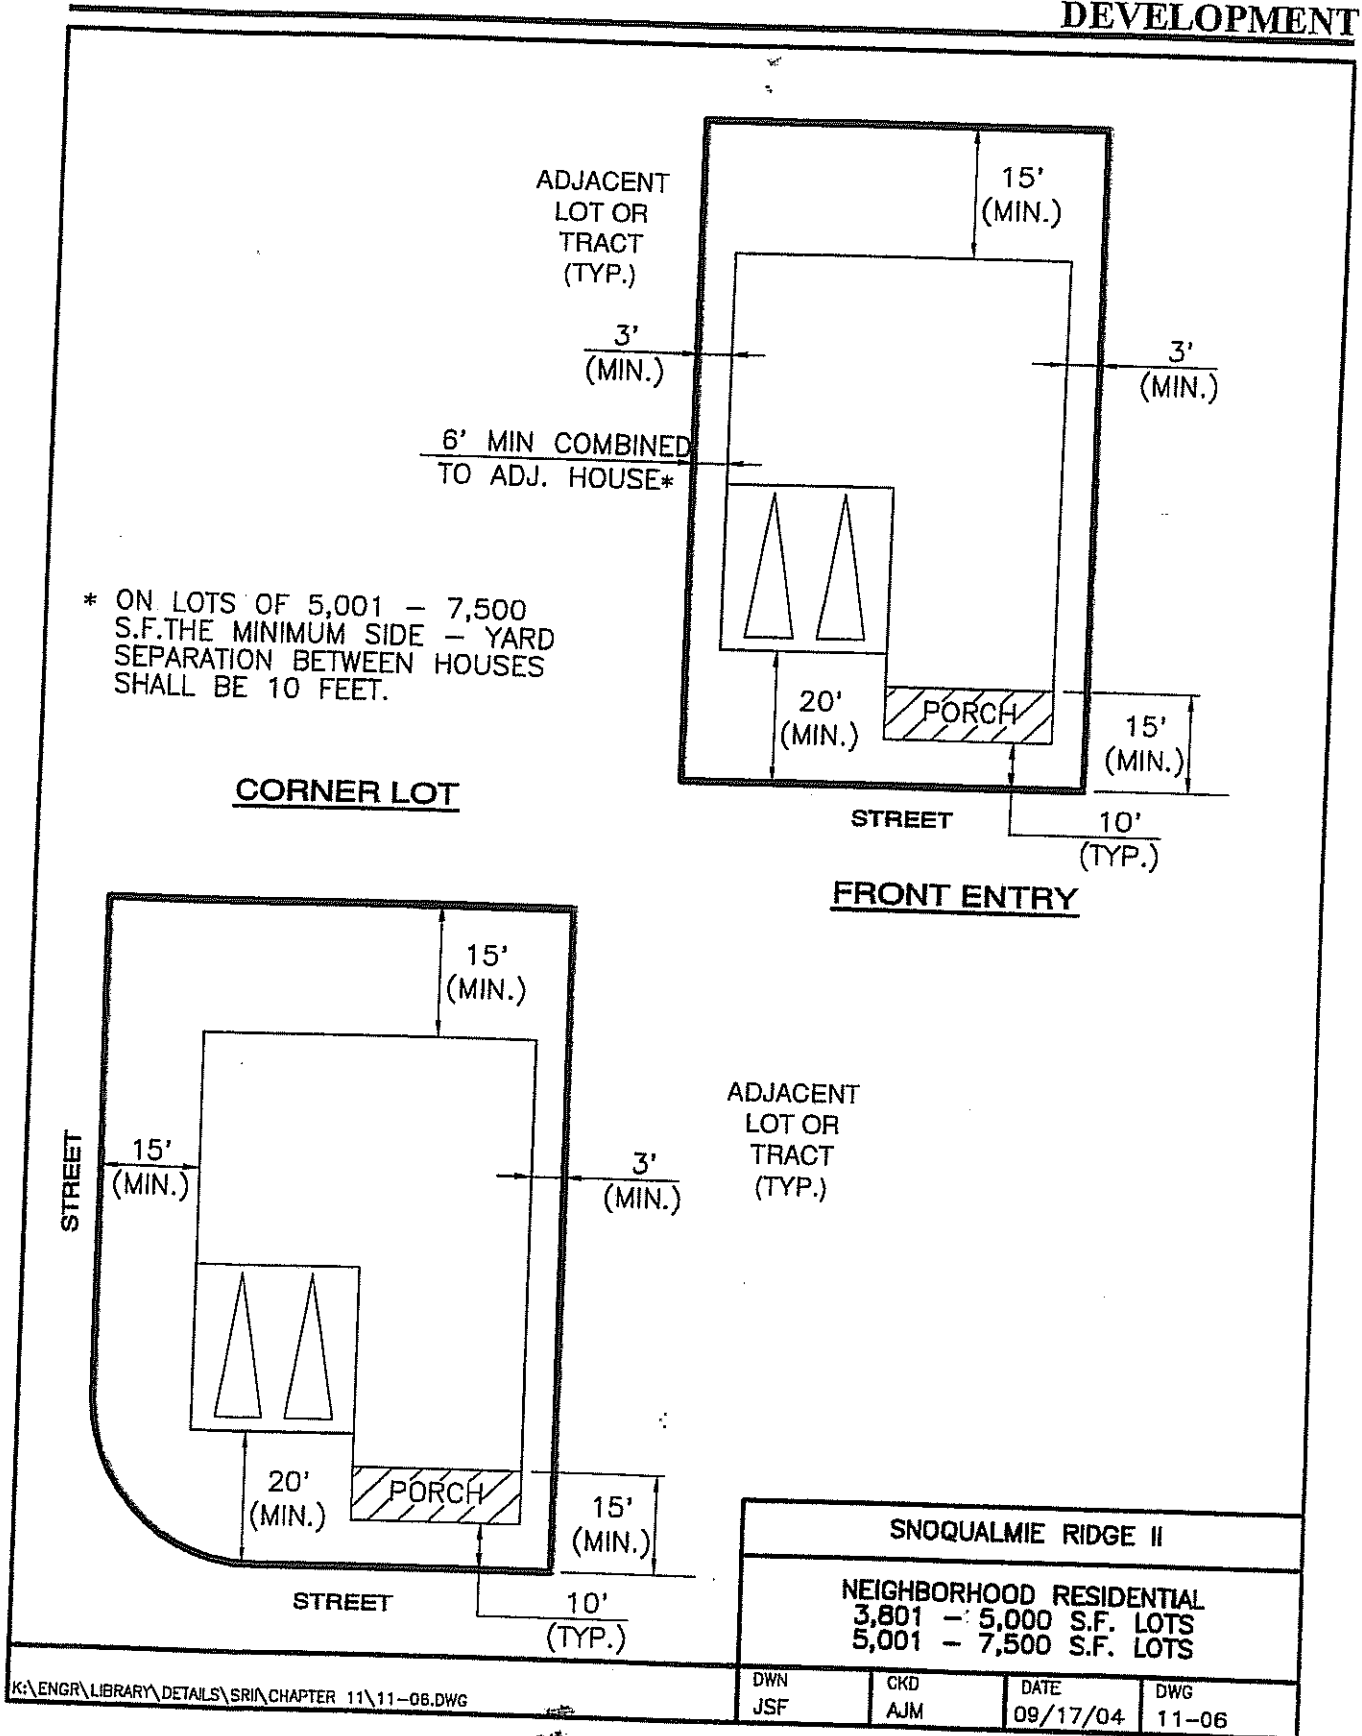 DEVELOPMENT
ADJACENT
LOT OR
TRACT
(TYP.)
15'
(MIN.)
3'
(MIN.)
3'
(MIN.)
6' MIN COMBINED
TO ADJ. HOUSE*
* ON LOTS OF 5,001 – 7,500
S.F.THE MINIMUM SIDE – YARD
SEPARATION BETWEEN HOUSES
SHALL BE 10 FEET.
20'
(MIN.)
PORCH
15'
(MIN.)
STREET
10'
(TYP.)
FRONT ENTRY
CORNER LOT
15'
(MIN.)
STREET
15'
(MIN.)
3'
(MIN.)
ADJACENT
LOT OR
TRACT
(TYP.)
20'
(MIN.)
PORCH
15'
(MIN.)
STREET
10'
(TYP.)
SNOQUALMIE RIDGE II
NEIGHBORHOOD RESIDENTIAL
3,801 – 5,000 S.F. LOTS
5,001 – 7,500 S.F. LOTS
K:\ENGR\LIBRARY\DETAILS\SRII\CHAPTER 11\11-06.DWG
DWN
JSF
CKD
AJM
DATE
09/17/04
DWG
11-06